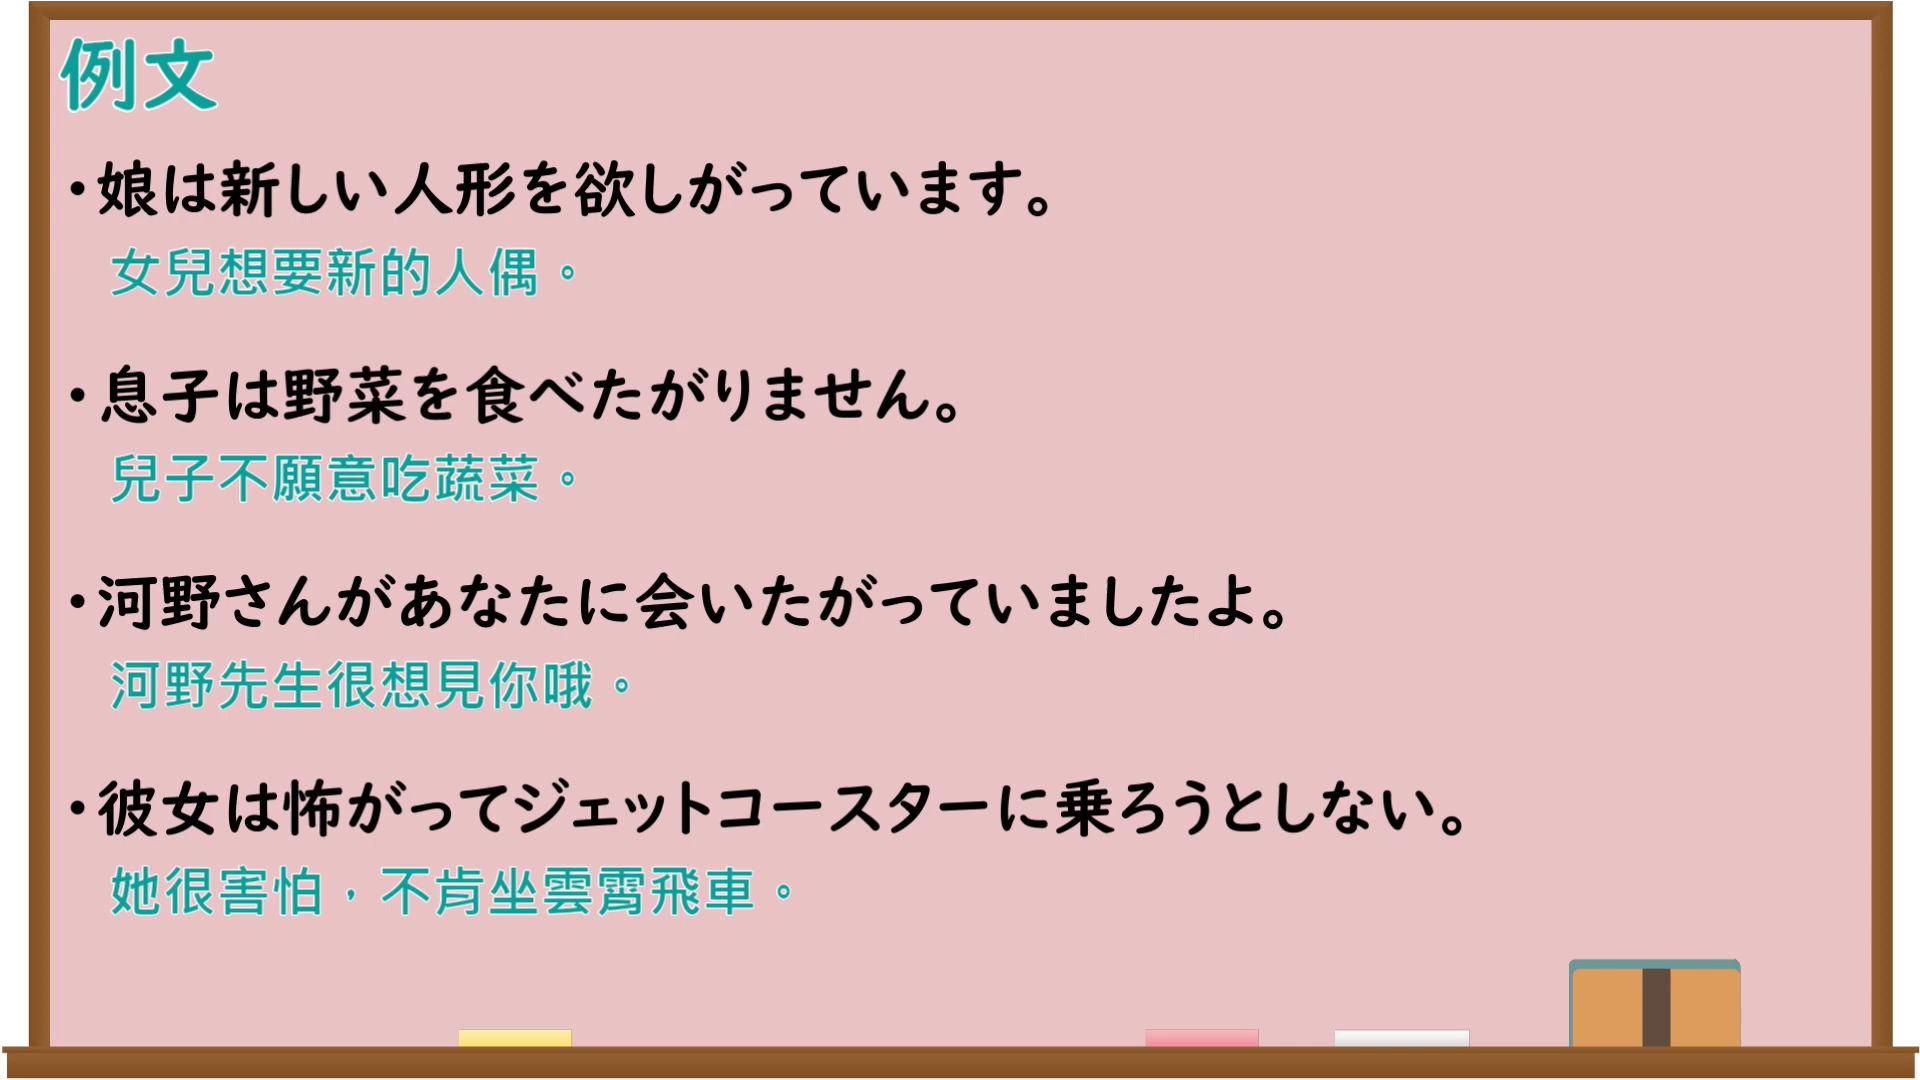 例文
・娘は新しい人形を欲しがっています。
女兒想要新的人偶。
・息子は野菜を食べたがりません。
兒子不願意吃蔬菜。
・河野さんがあなたに会いたがっていましたよ。
河野先生很想見你哦。
・彼女は怖がってジェットコースターに乗ろうとしない。
她很害怕，不肯坐雲霄飛車。